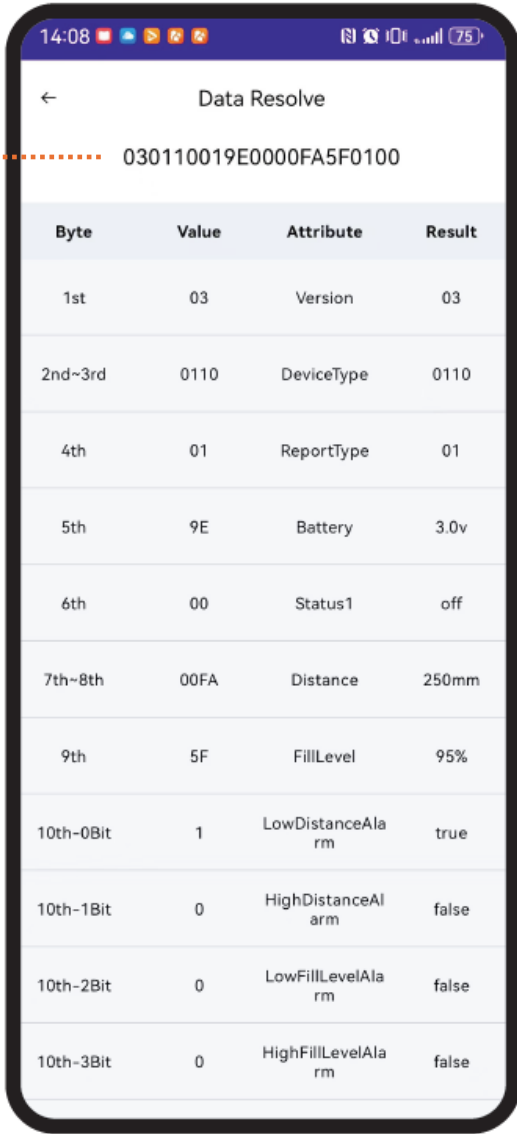 14:08 75
← Data Resolve
030110019E0000FA5F0100
Byte Value Attribute Result
1st 03 Version 03
2nd~3rd 0110 DeviceType 0110
4th 01 ReportType 01
5th 9E Battery 3.0v
6th 00 Status1 off
7th~8th 00FA Distance 250mm
9th 5F FillLevel 95%
10th-0Bit 1 LowDistanceAla
rm true
10th-1Bit 0 HighDistanceAl
arm false
10th-2Bit 0 LowFillLevelAla
rm false
10th-3Bit 0 HighFillLevelAla
rm false